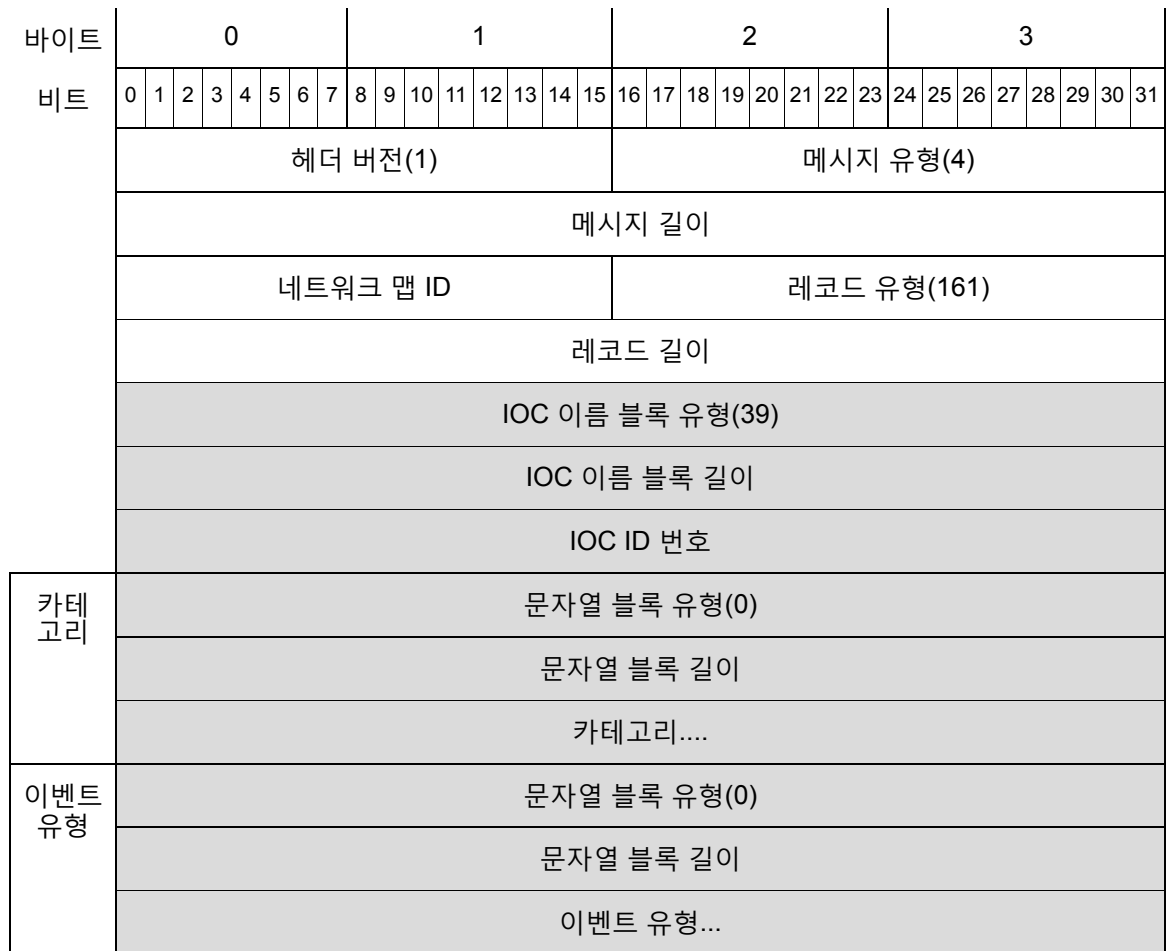 바이트 0 1 2 3
비트 0 1 2 3 4 5 6 7 8 9 10 11 12 13 14 15 16 17 18 19 20 21 22 23 24 25 26 27 28 29 30 31
헤더 버전(1) 메시지 유형(4)
메시지 길이
네트워크 맵 ID 레코드 유형(161)
레코드 길이
IOC 이름 블록 유형(39)
IOC 이름 블록 길이
IOC ID 번호
카테
고리
문자열 블록 유형(0)
문자열 블록 길이
카테고리....
이벤트
유형
문자열 블록 유형(0)
문자열 블록 길이
이벤트 유형...